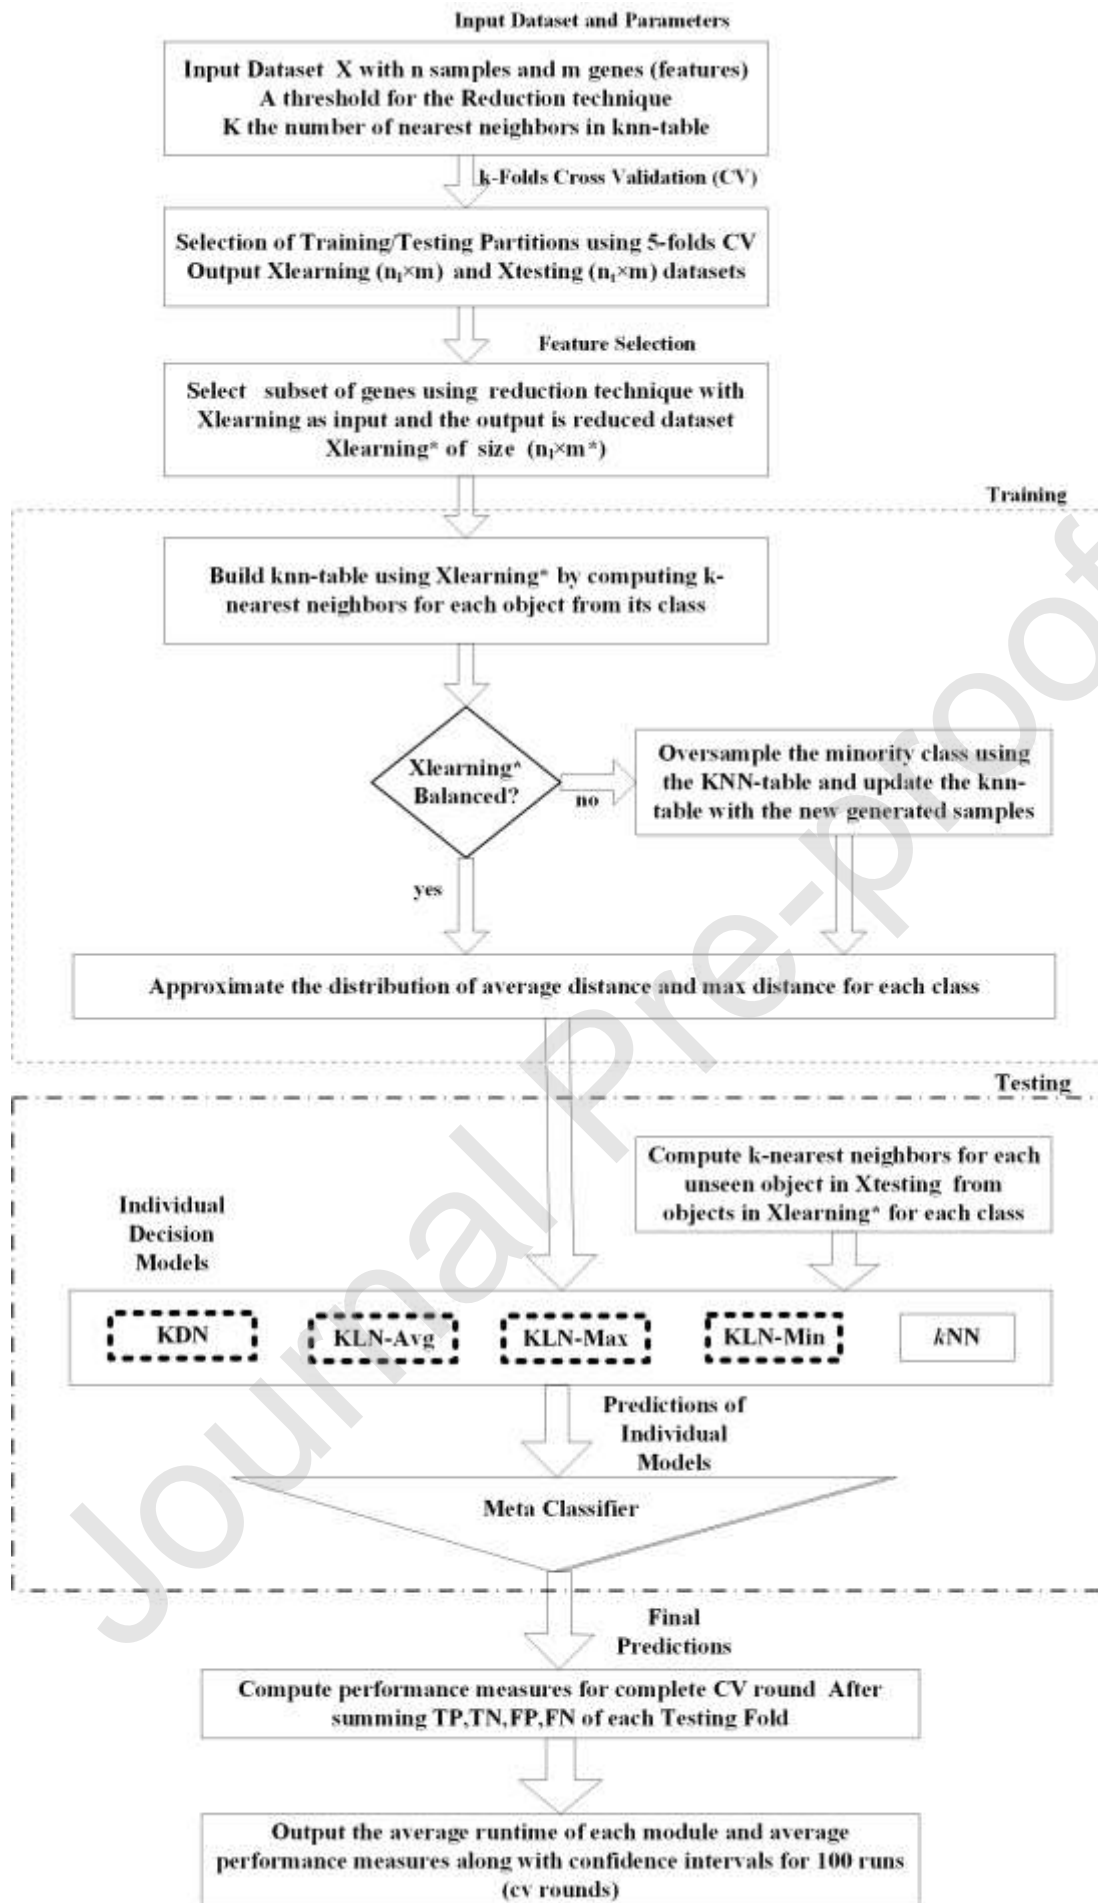 Input Dataset and Parameters
Input Dataset X with n samples and m genes (features)
A threshold for the Reduction technique
K the number of nearest neighbors in knn-table
k-Folds Cross Validation (CV)
Selection of Training/Testing Partitions using 5-folds CV
Output Xlearning (nₗ×m) and Xtesting (nₜ×m) datasets
Feature Selection
Select subset of genes using reduction technique with
Xlearning as input and the output is reduced dataset
Xlearning* of size (nₗ×m*)
Training
Build knn-table using Xlearning* by computing k-
nearest neighbors for each object from its class
Xlearning*
Balanced?
no
Oversample the minority class using
the KNN-table and update the knn-
table with the new generated samples
yes
Approximate the distribution of average distance and max distance for each class
Testing
Compute k-nearest neighbors for each
unseen object in Xtesting from
objects in Xlearning* for each class
Individual
Decision
Models
KDN
KLN-Avg
KLN-Max
KLN-Min
kNN
Predictions of
Individual
Models
Meta Classifier
Final
Predictions
Compute performance measures for complete CV round After
summing TP,TN,FP,FN of each Testing Fold
Output the average runtime of each module and average
performance measures along with confidence intervals for 100 runs
(cv rounds)
Journal Pre-proof